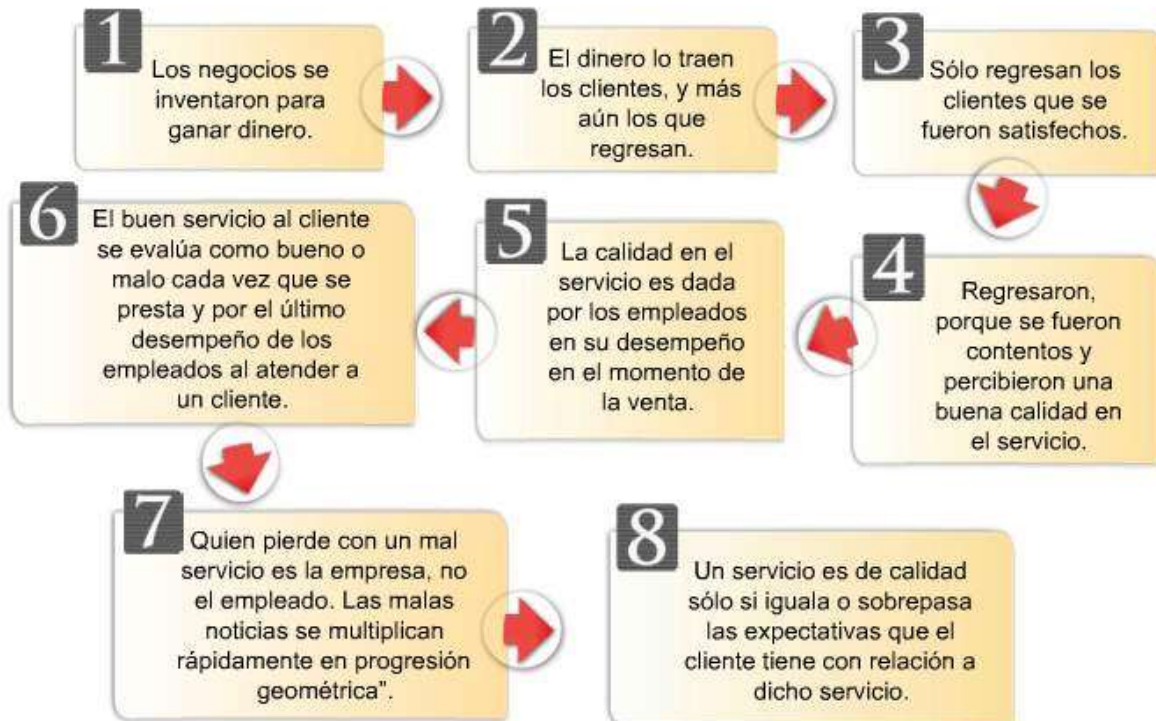 1
Los negocios se
inventaron para
ganar dinero.
2
El dinero lo traen
los clientes, y más
aún los que
regresan.
3
Sólo regresan los
clientes que se
fueron satisfechos.
4
Regresaron,
porque se fueron
contentos y
percibieron una
buena calidad en
el servicio.
5
La calidad en el
servicio es dada
por los empleados
en su desempeño
en el momento de
la venta.
6
El buen servicio al cliente
se evalúa como bueno o
malo cada vez que se
presta y por el último
desempeño de los
empleados al atender a
un cliente.
7
Quien pierde con un mal
servicio es la empresa, no
el empleado. Las malas
noticias se multiplican
rápidamente en progresión
geométrica”.
8
Un servicio es de calidad
sólo si iguala o sobrepasa
las expectativas que el
cliente tiene con relación a
dicho servicio.